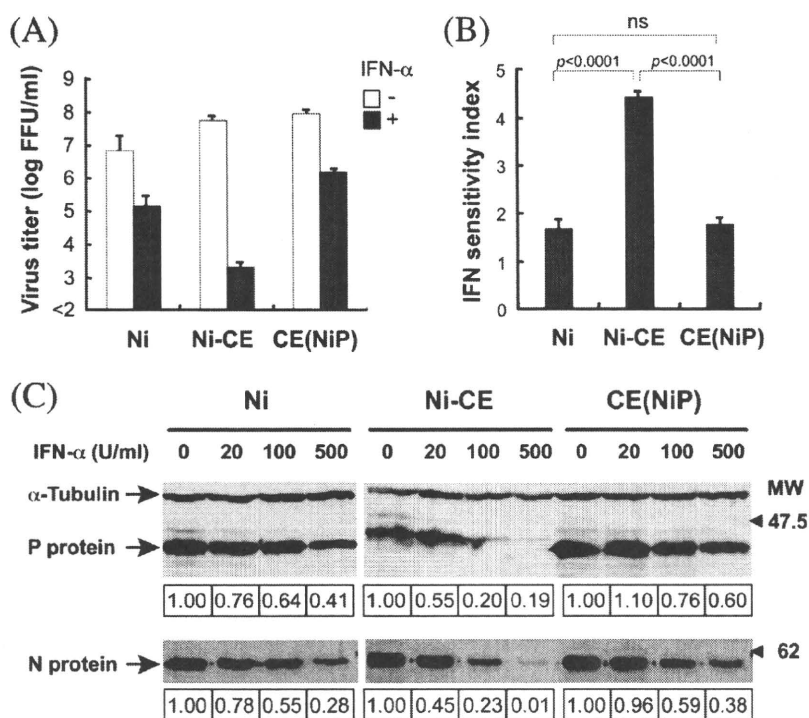 (A)
IFN-α
-
+
Virus titer (log FFU/ml)
9
8
7
6
5
4
3
<2
Ni
Ni-CE
CE(NiP)
(B)
ns
p<0.0001
p<0.0001
IFN sensitivity index
5
4
3
2
1
0
Ni
Ni-CE
CE(NiP)
(C)
Ni Ni-CE CE(NiP)
IFN-α (U/ml) 0 20 100 500 0 20 100 500 0 20 100 500
α-Tubulin
MW
47.5
P protein
1.00 0.76 0.64 0.41 1.00 0.55 0.20 0.19 1.00 1.10 0.76 0.60
N protein
62
1.00 0.78 0.55 0.28 1.00 0.45 0.23 0.01 1.00 0.96 0.59 0.38